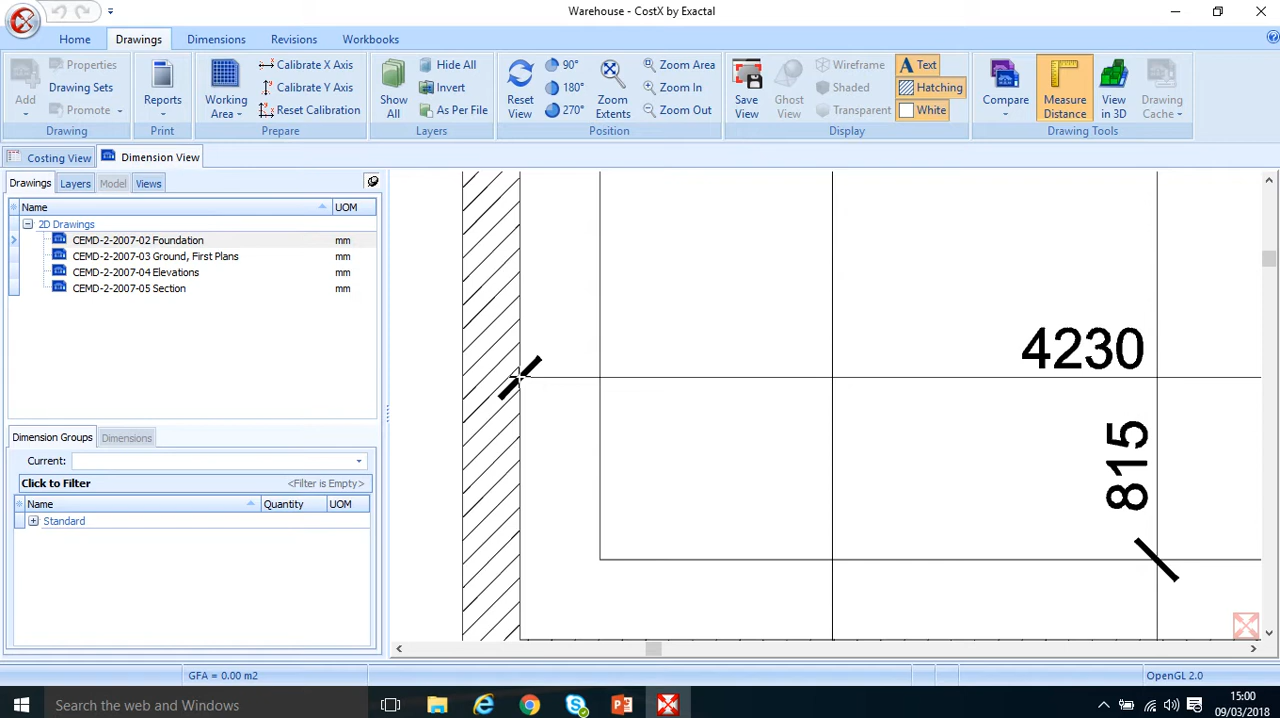 Warehouse - CostX by Exactal
Home
Drawings
Dimensions
Revisions
Workbooks
Add
Properties
Drawing Sets
Promote
Drawing
Reports
Print
Working Area
Calibrate X Axis
Calibrate Y Axis
Reset Calibration
Prepare
Show All
Hide All
Invert
As Per File
Layers
Reset View
90°
180°
270°
Zoom Extents
Zoom Area
Zoom In
Zoom Out
Position
Save View
Ghost View
Wireframe
Shaded
Transparent
A Text
Hatching
White
Display
Compare
Measure Distance
View in 3D
Drawing Cache
Drawing Tools
Costing View
Dimension View
Drawings
Layers
Model
Views
Name
UOM
2D Drawings
CEMD-2-2007-02 Foundation mm
CEMD-2-2007-03 Ground, First Plans mm
CEMD-2-2007-04 Elevations mm
CEMD-2-2007-05 Section mm
Dimension Groups
Dimensions
Current:
Click to Filter
<Filter is Empty>
Name
Quantity
UOM
Standard
4230
815
GFA = 0.00 m2
OpenGL 2.0
Search the web and Windows
15:00
09/03/2018